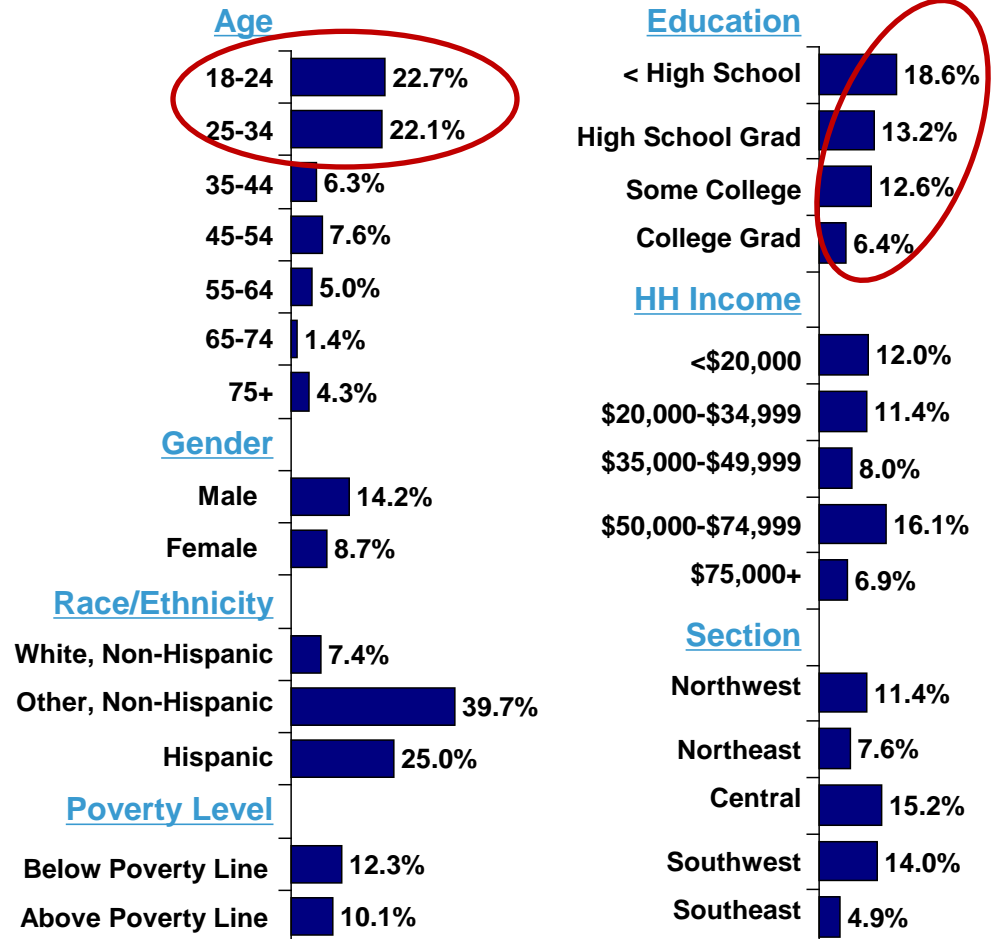 Age
18-24 22.7%
25-34 22.1%
35-44 6.3%
45-54 7.6%
55-64 5.0%
65-74 1.4%
75+ 4.3%
Gender
Male 14.2%
Female 8.7%
Race/Ethnicity
White, Non-Hispanic 7.4%
Other, Non-Hispanic 39.7%
Hispanic 25.0%
Poverty Level
Below Poverty Line 12.3%
Above Poverty Line 10.1%
Education
< High School 18.6%
High School Grad 13.2%
Some College 12.6%
College Grad 6.4%
HH Income
<$20,000 12.0%
$20,000-$34,999 11.4%
$35,000-$49,999 8.0%
$50,000-$74,999 16.1%
$75,000+ 6.9%
Section
Northwest 11.4%
Northeast 7.6%
Central 15.2%
Southwest 14.0%
Southeast 4.9%